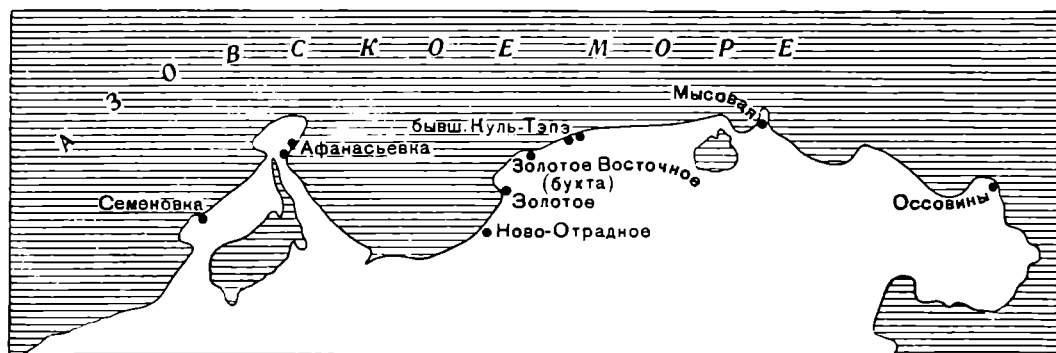 АЗОВСКОЕ МОРЕ
Мысовая
бывш. Куль-Тэпэ
Афанасьевка
Золотое Восточное
(бухта)
Семеновка
Золотое
Оссовины
Ново-Отрадное